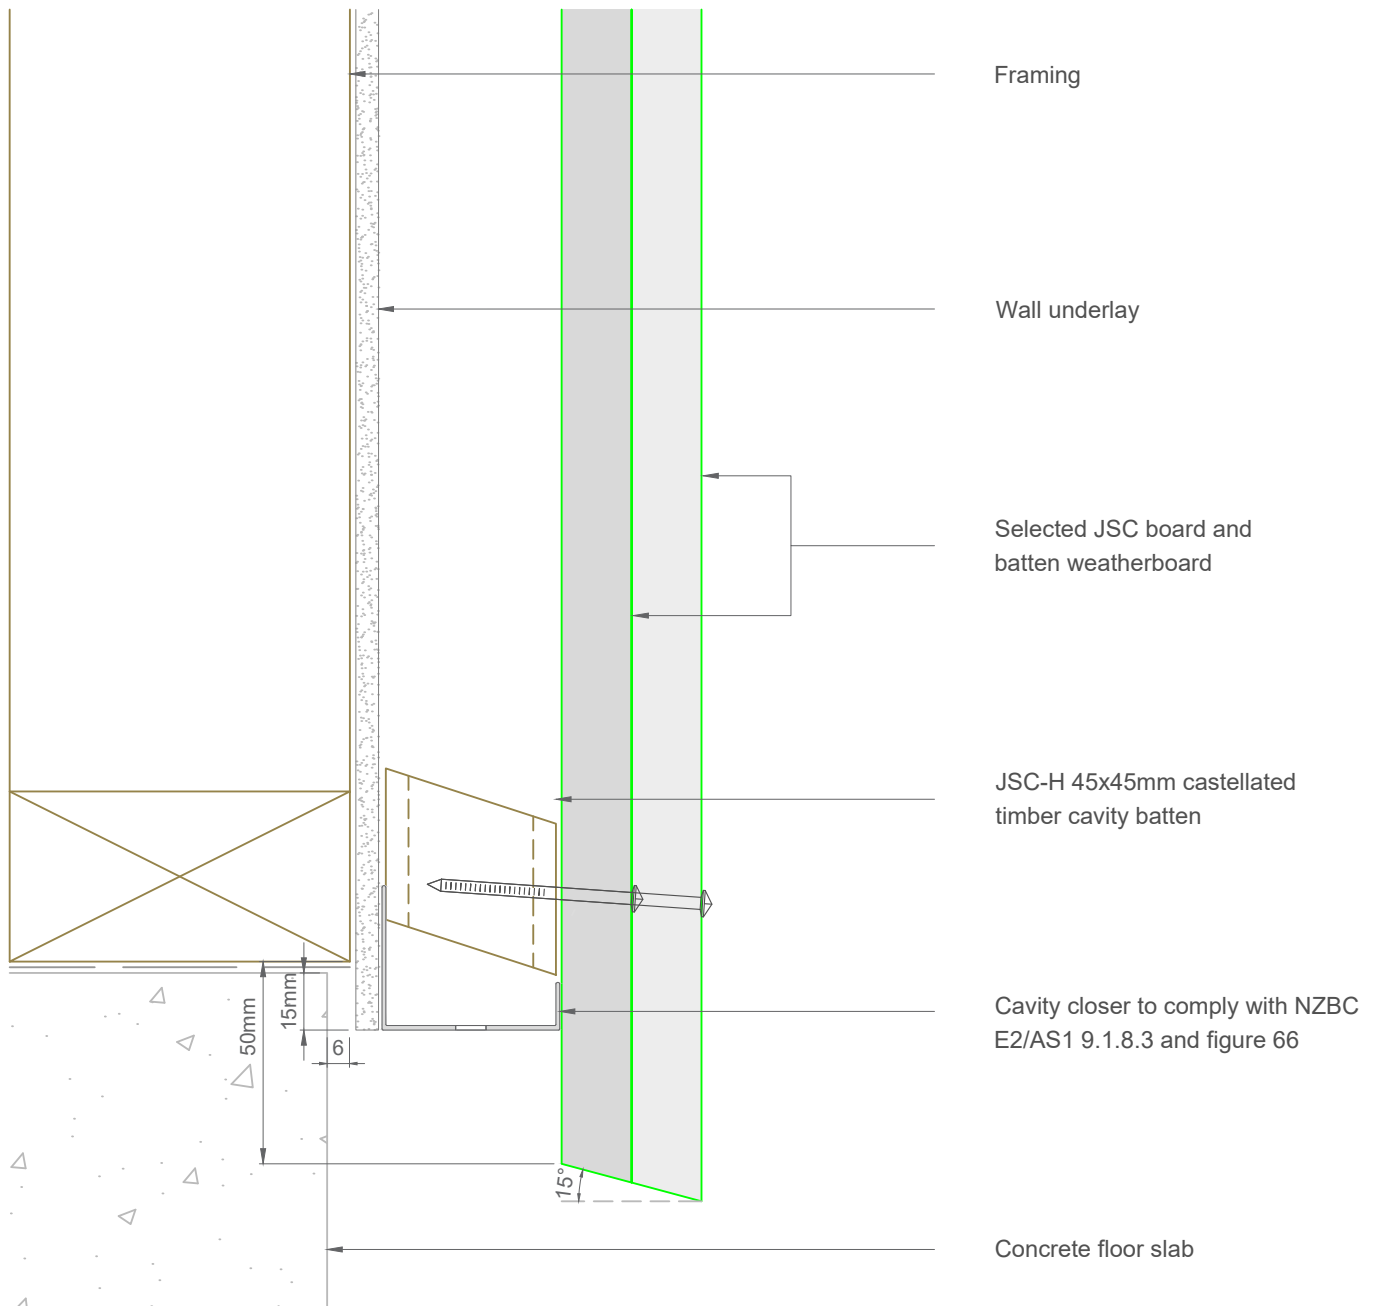 Framing
Wall underlay
Selected JSC board and
batten weatherboard
JSC-H 45x45mm castellated
timber cavity batten
Cavity closer to comply with NZBC
E2/AS1 9.1.8.3 and figure 66
50mm
15mm
6
15°
Concrete floor slab